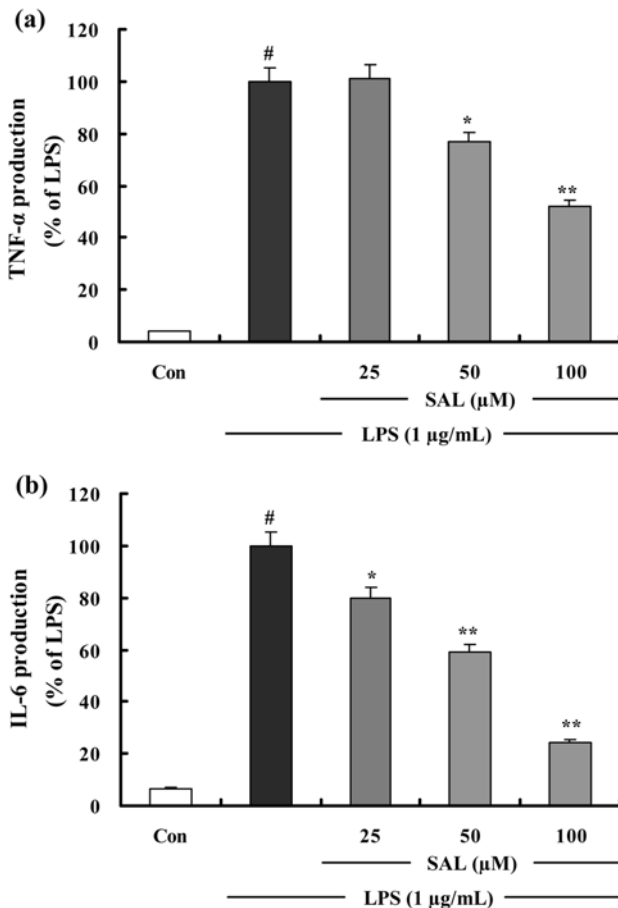 (a)
TNF-α production
(% of LPS)
120
100
80
60
40
20
0
#
*
**
Con
25
50
100
SAL (µM)
LPS (1 µg/mL)
(b)
IL-6 production
(% of LPS)
120
100
80
60
40
20
0
#
*
**
**
Con
25
50
100
SAL (µM)
LPS (1 µg/mL)